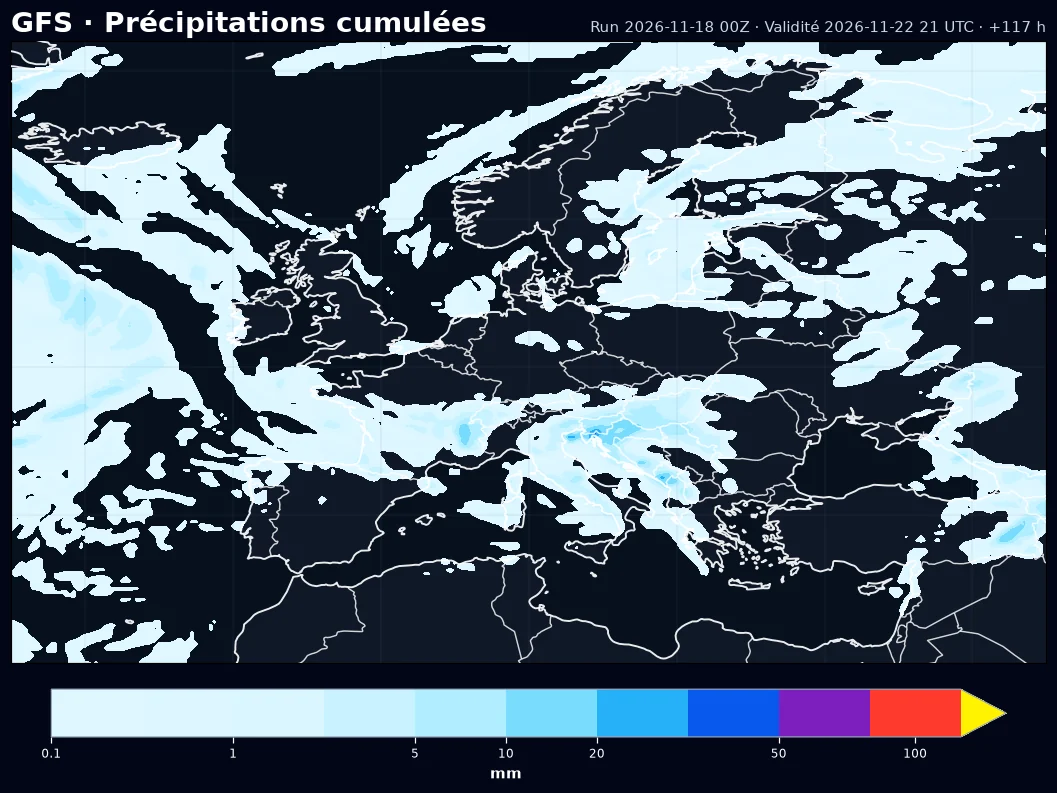 GFS · Précipitations cumulées
Run 2026-11-18 00Z · Validité 2026-11-22 21 UTC · +117 h
0.1 1 5 10 20 50 100
mm